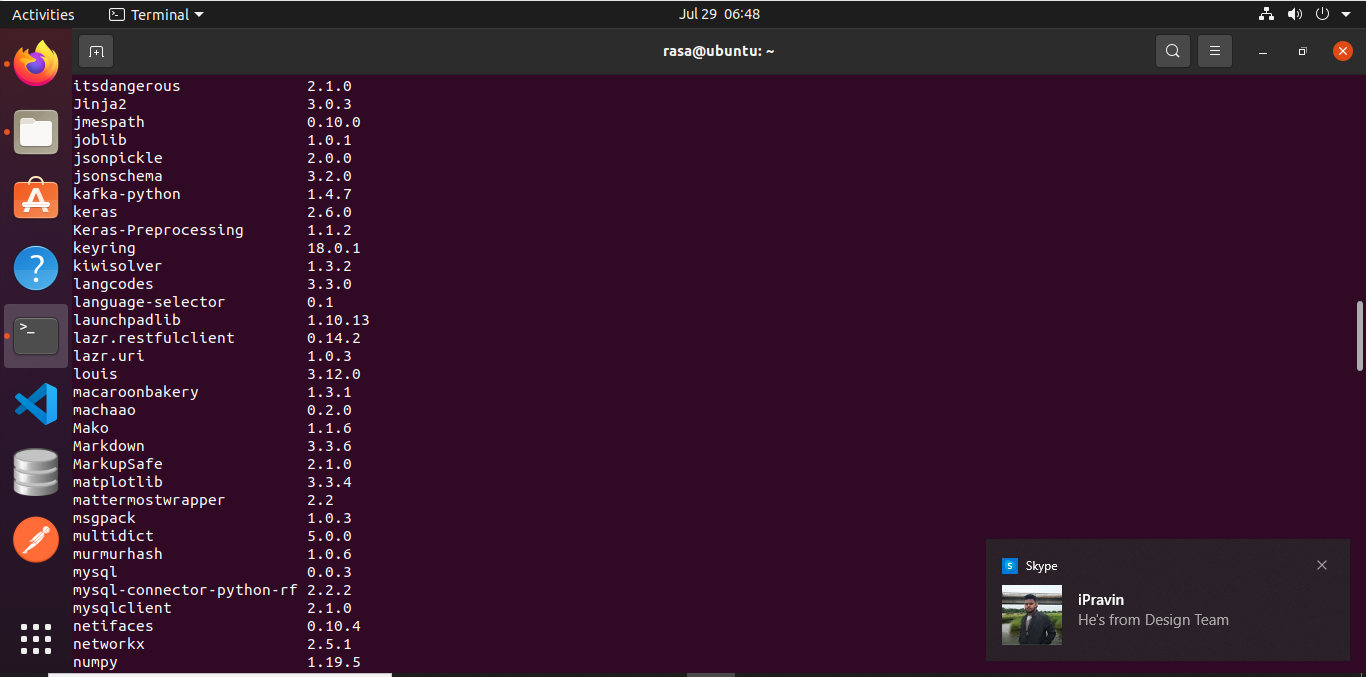 Activities Terminal Jul 29 06:48
rasa@ubuntu: ~
itsdangerous 2.1.0
Jinja2 3.0.3
jmespath 0.10.0
joblib 1.0.1
jsonpickle 2.0.0
jsonschema 3.2.0
kafka-python 1.4.7
keras 2.6.0
Keras-Preprocessing 1.1.2
keyring 18.0.1
kiwisolver 1.3.2
langcodes 3.3.0
language-selector 0.1
launchpadlib 1.10.13
lazr.restfulclient 0.14.2
lazr.uri 1.0.3
louis 3.12.0
macaroonbakery 1.3.1
machaao 0.2.0
Mako 1.1.6
Markdown 3.3.6
MarkupSafe 2.1.0
matplotlib 3.3.4
mattermostwrapper 2.2
msgpack 1.0.3
multidict 5.0.0
murmurhash 1.0.6
mysql 0.0.3
mysql-connector-python-rf 2.2.2
mysqlclient 2.1.0
netifaces 0.10.4
networkx 2.5.1
numpy 1.19.5
Skype
iPravin
He's from Design Team